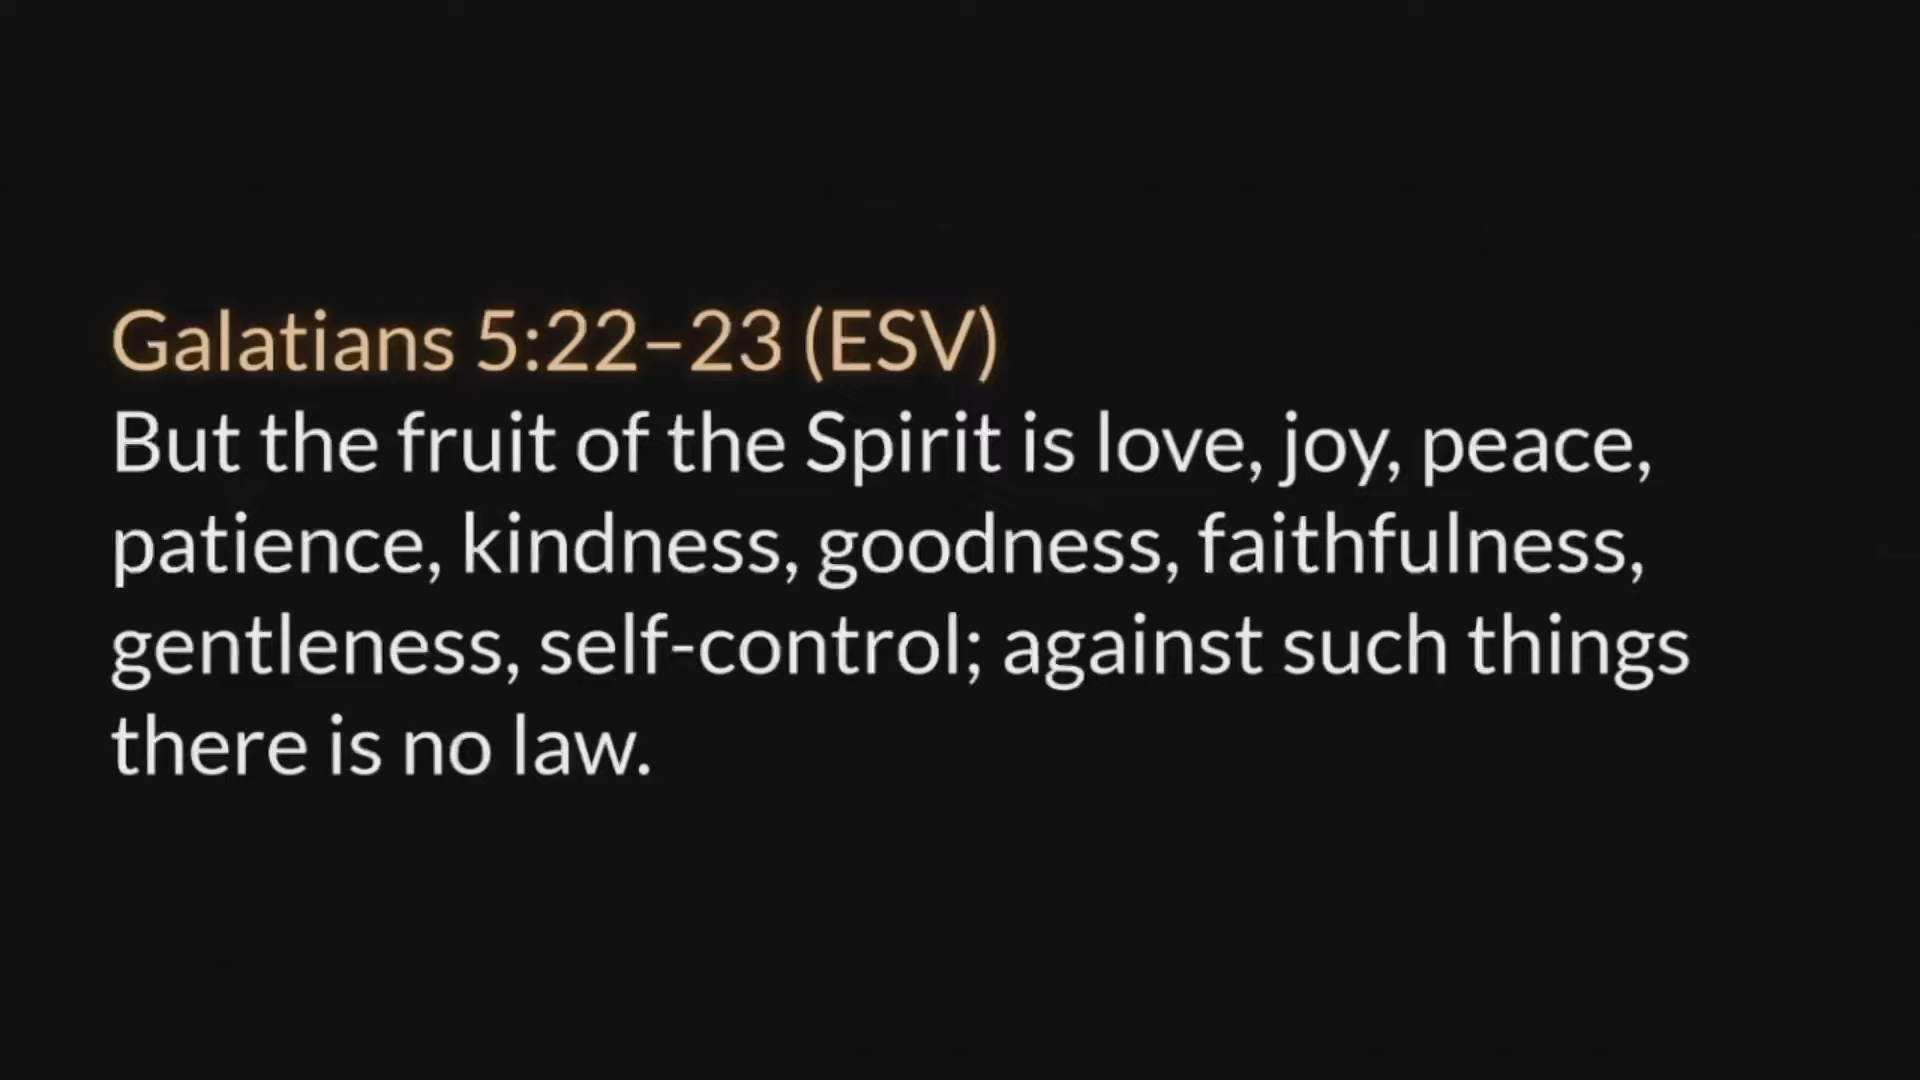 Galatians 5:22–23 (ESV)
But the fruit of the Spirit is love, joy, peace,
patience, kindness, goodness, faithfulness,
gentleness, self-control; against such things
there is no law.